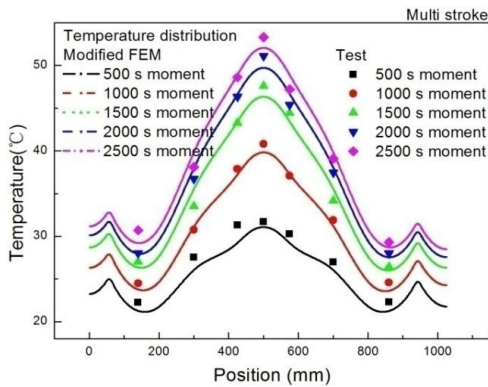 Multi stroke
Temperature distribution
Modified FEM
500 s moment
1000 s moment
1500 s moment
2000 s moment
2500 s moment
Test
500 s moment
1000 s moment
1500 s moment
2000 s moment
2500 s moment
Temperature(℃)
50
40
30
20
0 200 400 600 800 1000
Position (mm)